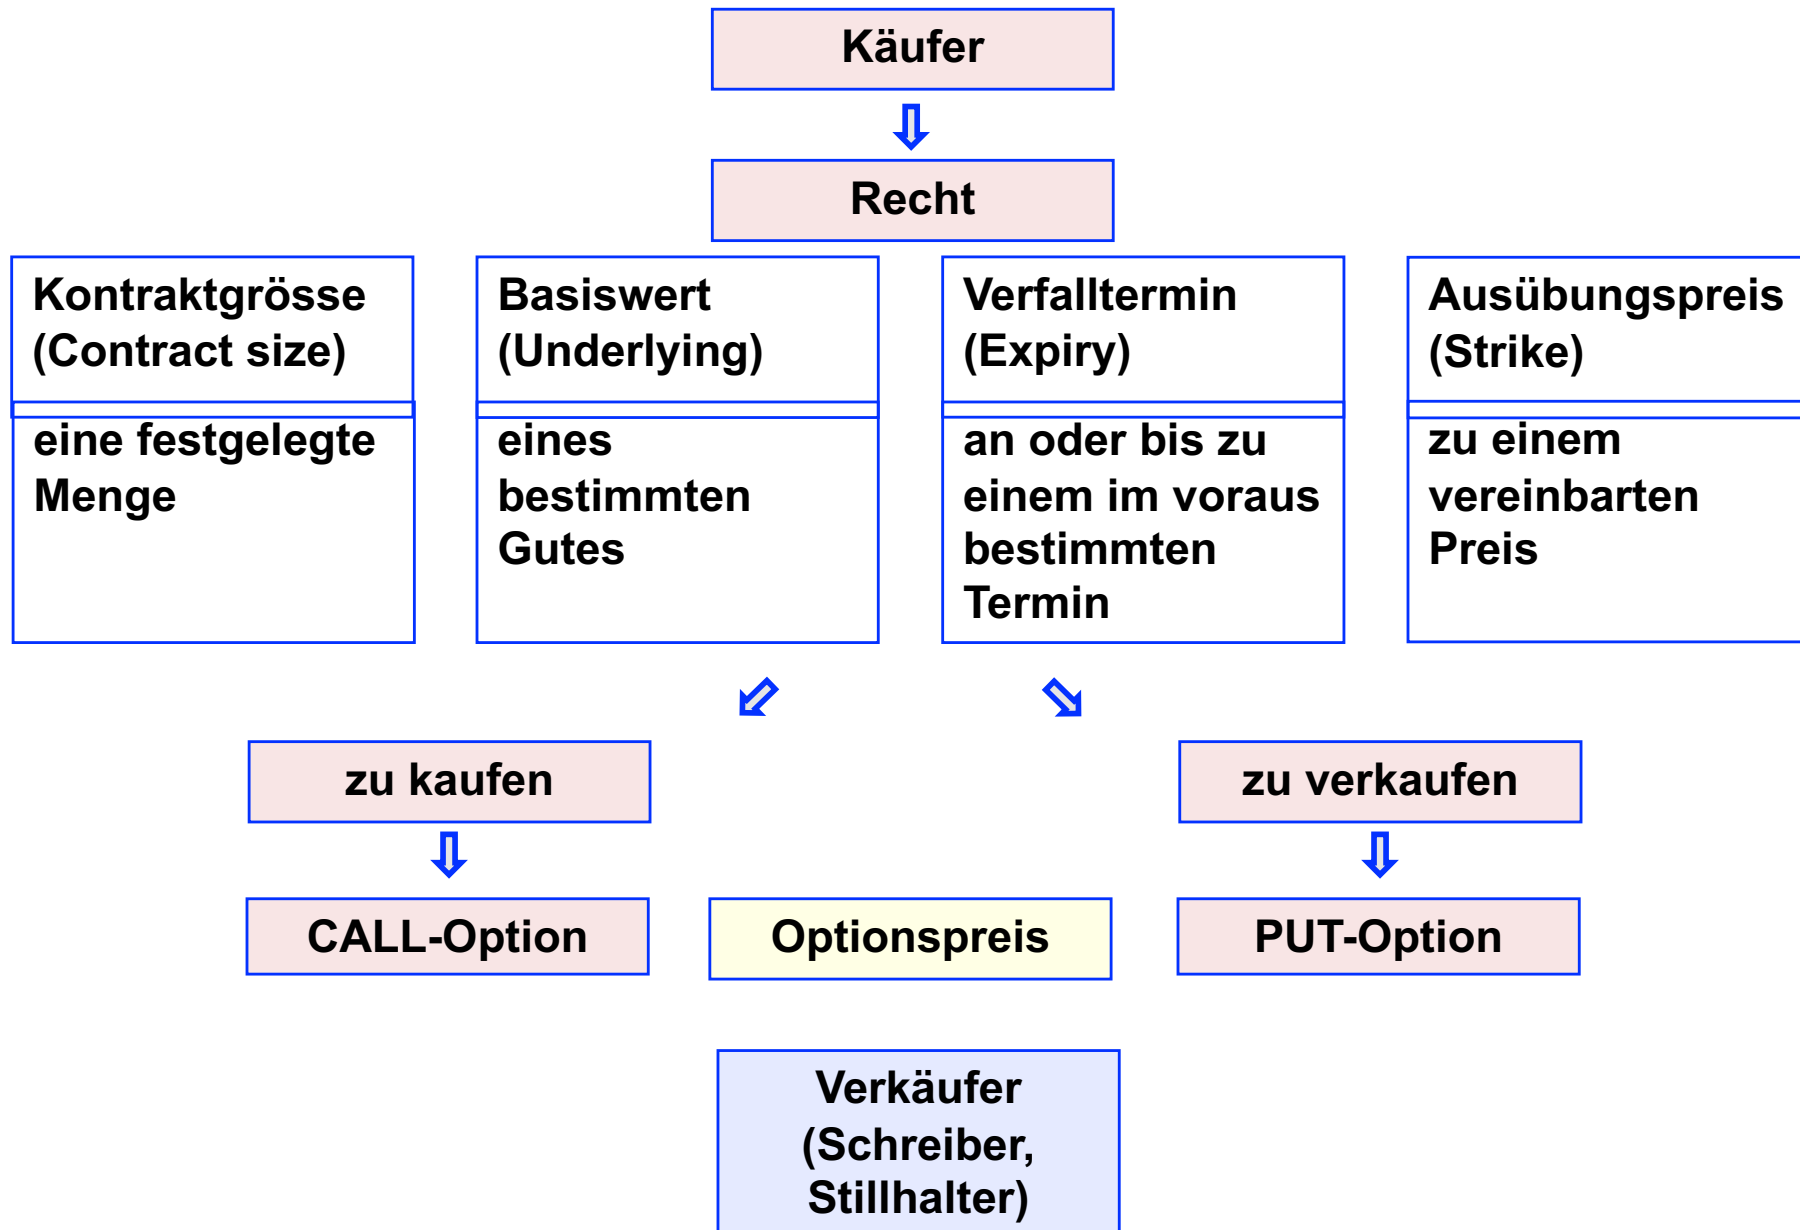 Käufer
Recht
Kontraktgrösse
(Contract size)
eine festgelegte
Menge
Basiswert
(Underlying)
eines
bestimmten
Gutes
Verfalltermin
(Expiry)
an oder bis zu
einem im voraus
bestimmten
Termin
Ausübungspreis
(Strike)
zu einem
vereinbarten
Preis
zu kaufen
zu verkaufen
CALL-Option
Optionspreis
PUT-Option
Verkäufer
(Schreiber,
Stillhalter)